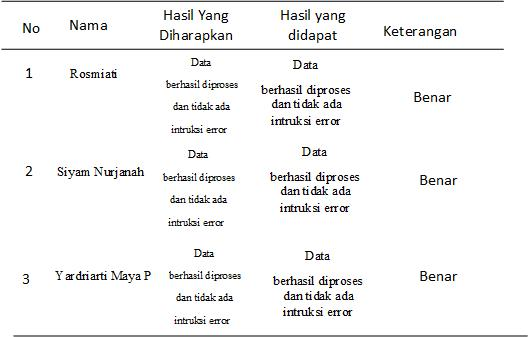 No Nama Hasil Yang Diharapkan Hasil yang didapat Keterangan
1 Rosmiati Data berhasil diproses dan tidak ada intruksi error Data berhasil diproses dan tidak ada intruksi error Benar
2 Siyam Nurjanah Data berhasil diproses dan tidak ada intruksi error Data berhasil diproses dan tidak ada intruksi error Benar
3 Yardriarti Maya P Data berhasil diproses dan tidak ada intruksi error Data berhasil diproses dan tidak ada intruksi error Benar